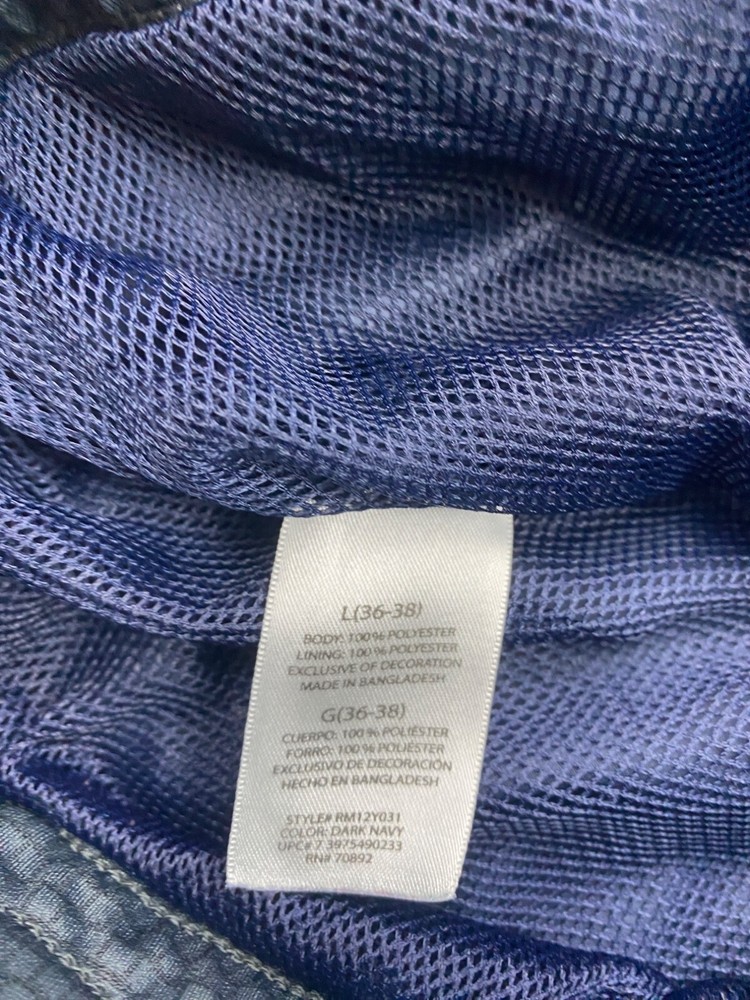 L(36-38)
BODY: 100% POLYESTER
LINING: 100% POLYESTER
EXCLUSIVE OF DECORATION
MADE IN BANGLADESH
G(36-38)
CUERPO: 100% POLIÉSTER
FORRO: 100% POLIÉSTER
EXCLUSIVO DE DECORACIÓN
HECHO EN BANGLADESH
STYLE# RM12Y031
COLOR: DARK NAVY
UPC# 7 3975490233
RN# 70892